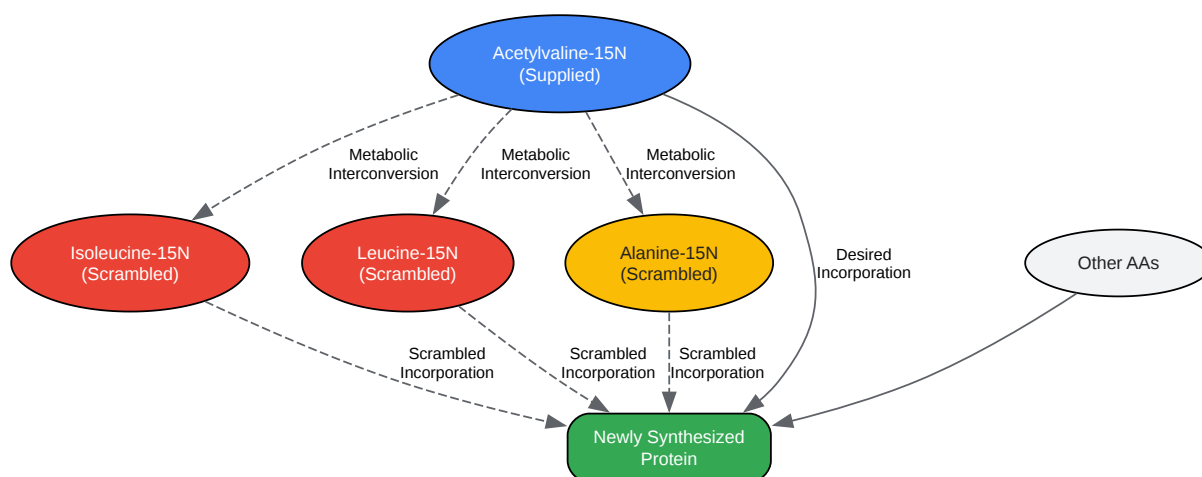 Acetylvaline-15N
(Supplied)
Metabolic
Interconversion
Metabolic
Interconversion
Metabolic
Interconversion
Isoleucine-15N
(Scrambled)
Leucine-15N
(Scrambled)
Alanine-15N
(Scrambled)
Desired
Incorporation
Other AAs
Scrambled
Incorporation
Scrambled
Incorporation
Scrambled
Incorporation
Newly Synthesized
Protein